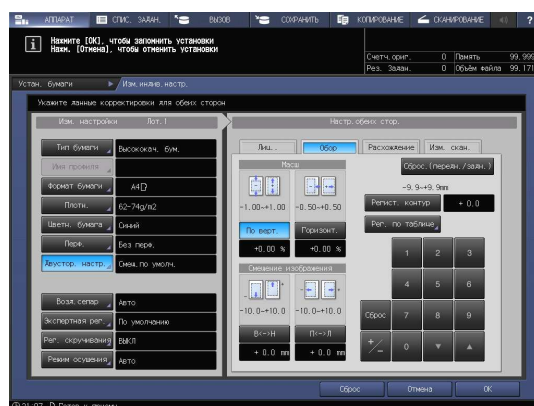 АППАРАТ
СПИС. ЗАДАН.
ВЫЗОВ
СОХРАНИТЬ
КОПИРОВАНИЕ
СКАНИРОВАНИЕ
?
Нажмите [OK], чтобы запомнить установки
Нажм. [Отмена], чтобы отменить установки
Счетч.ориг. 0 Память 99.999
Рез. Задан. 0 Объём файла 99.171
Устан. бумаги
Изм.индив.настр.
Укажите данные корректировки для обеих сторон
Изм. настройки Лот.1
Тип бумаги
Высококач. бум.
Имя профиля
Формат бумаги
A4
Плотн.
62-74g/m2
Цветн. бумага
Синий
Перф.
Без перф.
Двустор. настр.
Смещ.по умолч.
Возд.сепар
Авто
Экспертная рег.
По умолчанию
Рег. скручивания
ВЫКЛ
Режим осушения
Авто
Настр.обеих стор.
Лиц..
Обор
Расхождение
Изм. скан.
Масш
-1.00~+1.00
-0.50~+0.50
По верт.
Горизонт.
+0.00 %
+0.00 %
Смещение изображения
-10.0~+10.0
-10.0~+10.0
В<->Н
П<->Л
+ 0.0 mm
+ 0.0 mm
Сброс.(передн./задн.)
-9.9~+9.9mm
Регист. контур
+ 0.0
Рег. по таблице
1 2 3
4 5 6
Сброс 7 8 9
+/- 0 ▼ ▲
Сброс
Отмена
OK